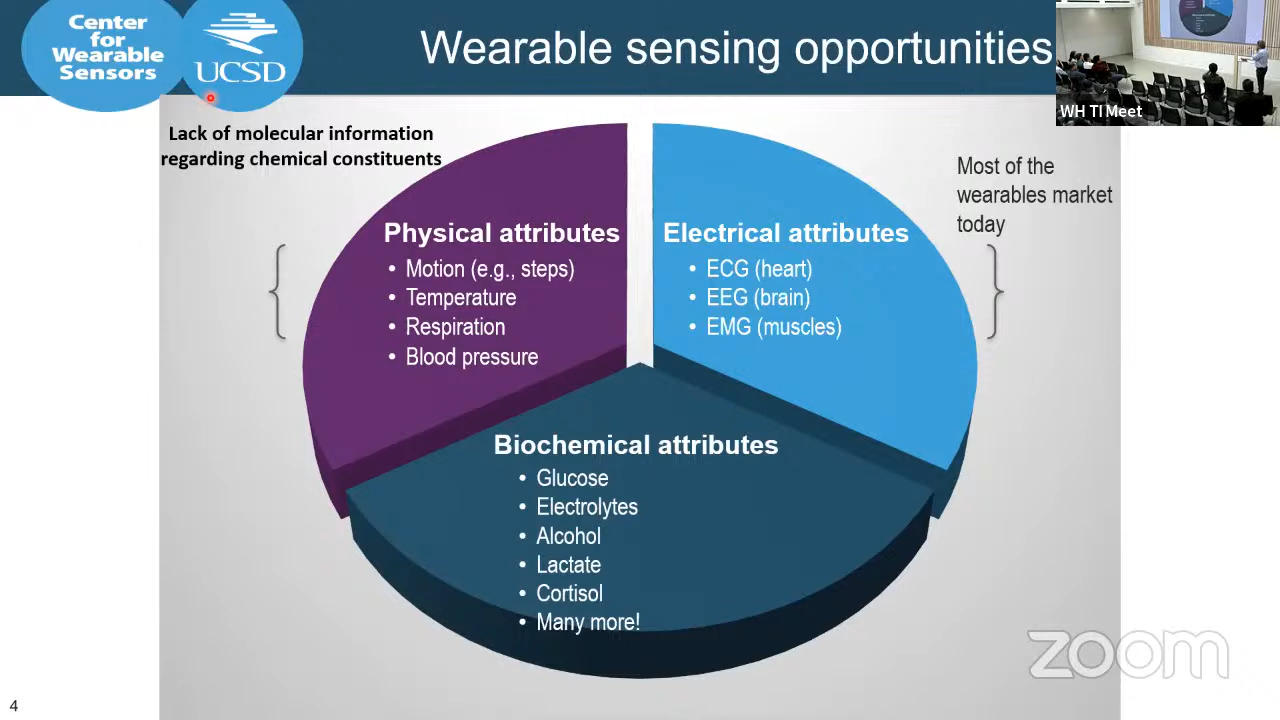 Center
for
Wearable
Sensors
UCSD
Wearable sensing opportunities
WH TI Meet
Lack of molecular information
regarding chemical constituents
Most of the
wearables market
today
Physical attributes
• Motion (e.g., steps)
• Temperature
• Respiration
• Blood pressure
Electrical attributes
• ECG (heart)
• EEG (brain)
• EMG (muscles)
Biochemical attributes
• Glucose
• Electrolytes
• Alcohol
• Lactate
• Cortisol
• Many more!
zoom
4